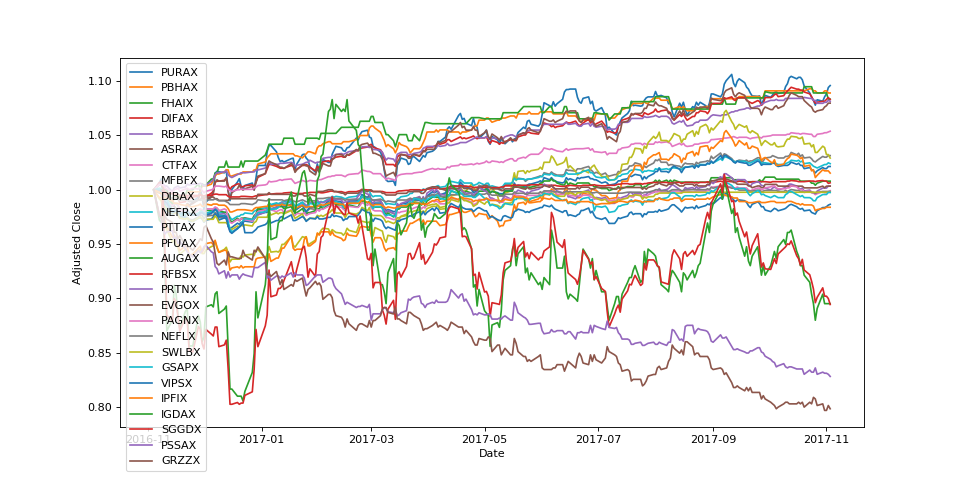 1.10
1.05
1.00
0.95
0.90
0.85
0.80
Adjusted Close
PURAX
PBHAX
FHAIX
DIFAX
RBBAX
ASRAX
CTFAX
MFBFX
DIBAX
NEFRX
PTTAX
PFUAX
AUGAX
RFBSX
PRTNX
EVGOX
PAGNX
NEFLX
SWLBX
GSAPX
VIPSX
IPFIX
IGDAX
SGGDX
PSSAX
GRZZX
2016-11
2017-01
2017-03
2017-05
2017-07
2017-09
2017-11
Date